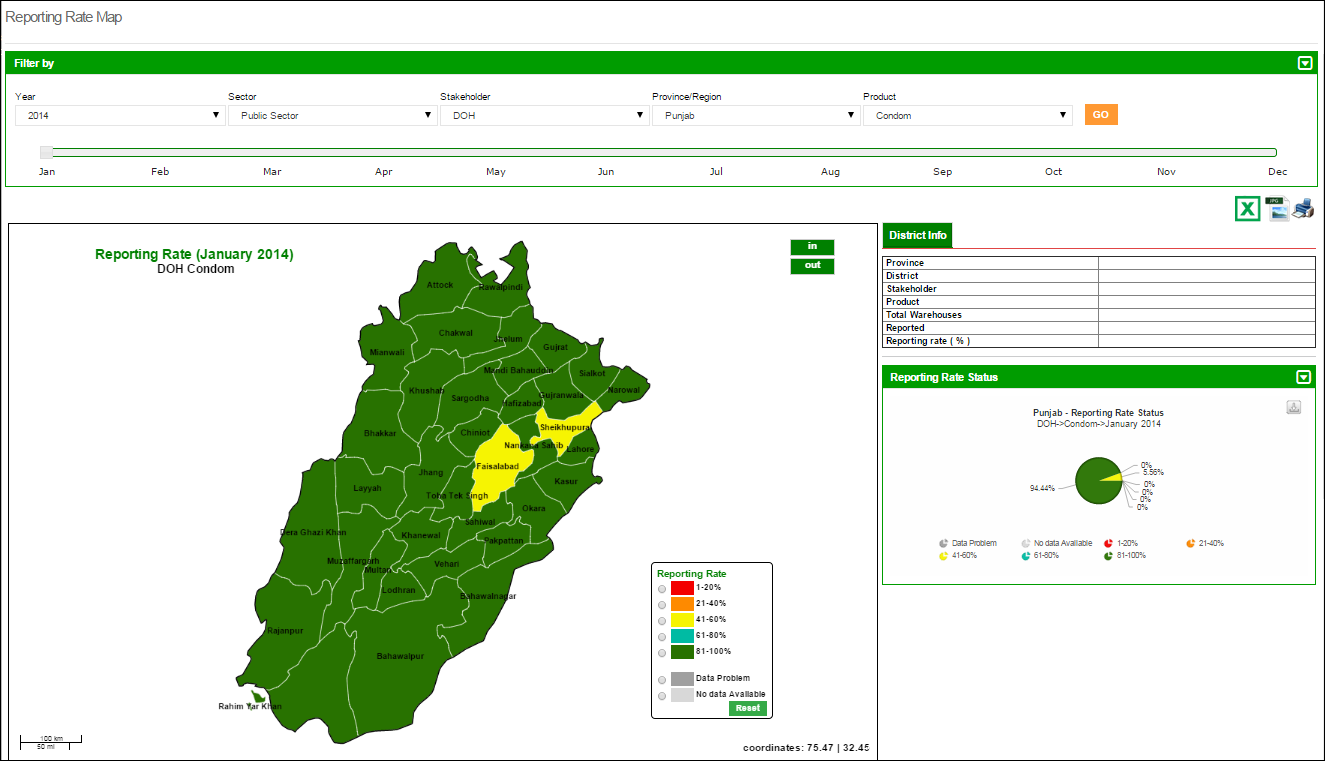 Reporting Rate Map
Filter by
Year Sector Stakeholder Province/Region Product
2014 Public Sector DOH Punjab Condom GO
Jan Feb Mar Apr May Jun Jul Aug Sep Oct Nov Dec
JPG
Reporting Rate (January 2014)
DOH Condom
in
out
Attock
Rawalpindi
Chakwal
Jhelum
Gujrat
Mianwali
Mandi Bahauddin
Sialkot
Khushab
Narowal
Sargodha
Gujranwala
Hafizabad
Sheikhupura
Bhakkar
Chiniot
Nankana Sahib
Lahore
Faisalabad
Jhang
Kasur
Layyah
Toba Tek Singh
Okara
Sahiwal
Dera Ghazi Khan
Khanewal
Pakpattan
Muzaffargarh
Vehari
Multan
Lodhran
Bahawalnagar
Rajanpur
Bahawalpur
Rahim Yar Khan
Reporting Rate
1-20%
21-40%
41-60%
61-80%
81-100%
Data Problem
No data Available
Reset
100 km
50 mi
coordinates: 75.47 | 32.45
District Info
Province
District
Stakeholder
Product
Total Warehouses
Reported
Reporting rate ( % )
Reporting Rate Status
Punjab - Reporting Rate Status
DOH->Condom->January 2014
0%
5.56%
94.44%
0%
0%
0%
0%
Data Problem No data Available 1-20% 21-40%
41-60% 61-80% 81-100%